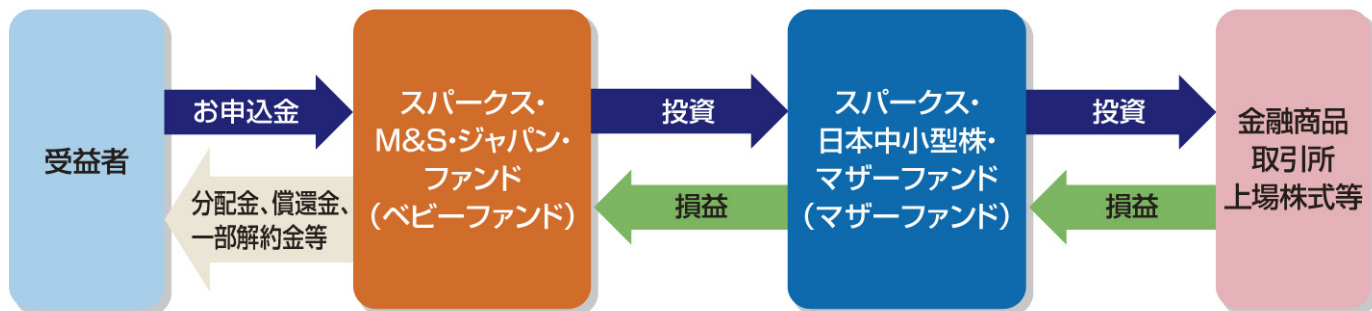 受益者
お申込金
分配金、償還金、
一部解約金等
スパークス・
M&S・ジャパン・
ファンド
(ベビーファンド)
投資
損益
スパークス・
日本中小型株・
マザーファンド
(マザーファンド)
投資
損益
金融商品
取引所
上場株式等